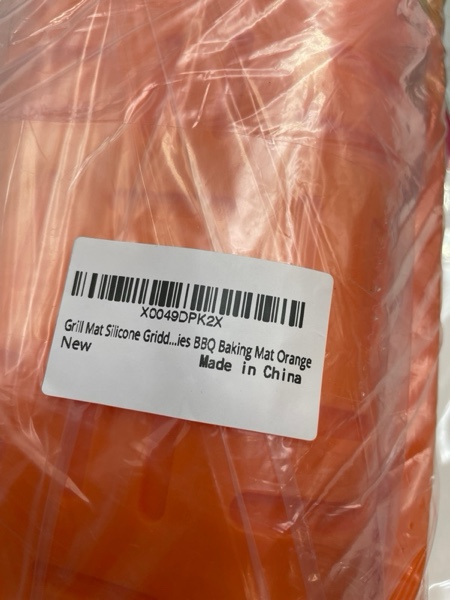 X0049DPK2X
Grill Mat Silicone Gridd...ies BBQ Baking Mat Orange
New
Made in China